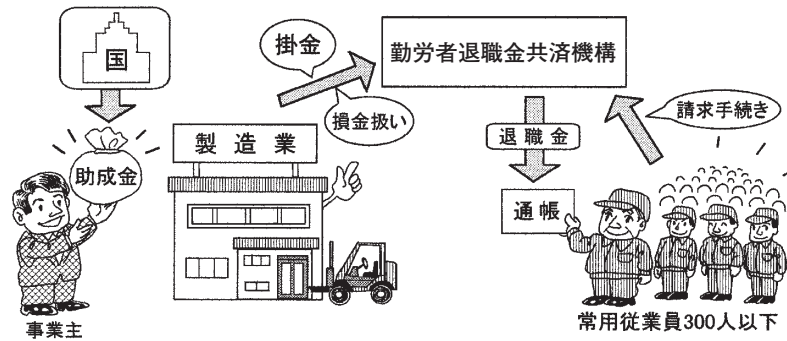 国
助成金
事業主
製造業
掛金
損金扱い
勤労者退職金共済機構
退職金
通帳
請求手続き
常用従業員300人以下